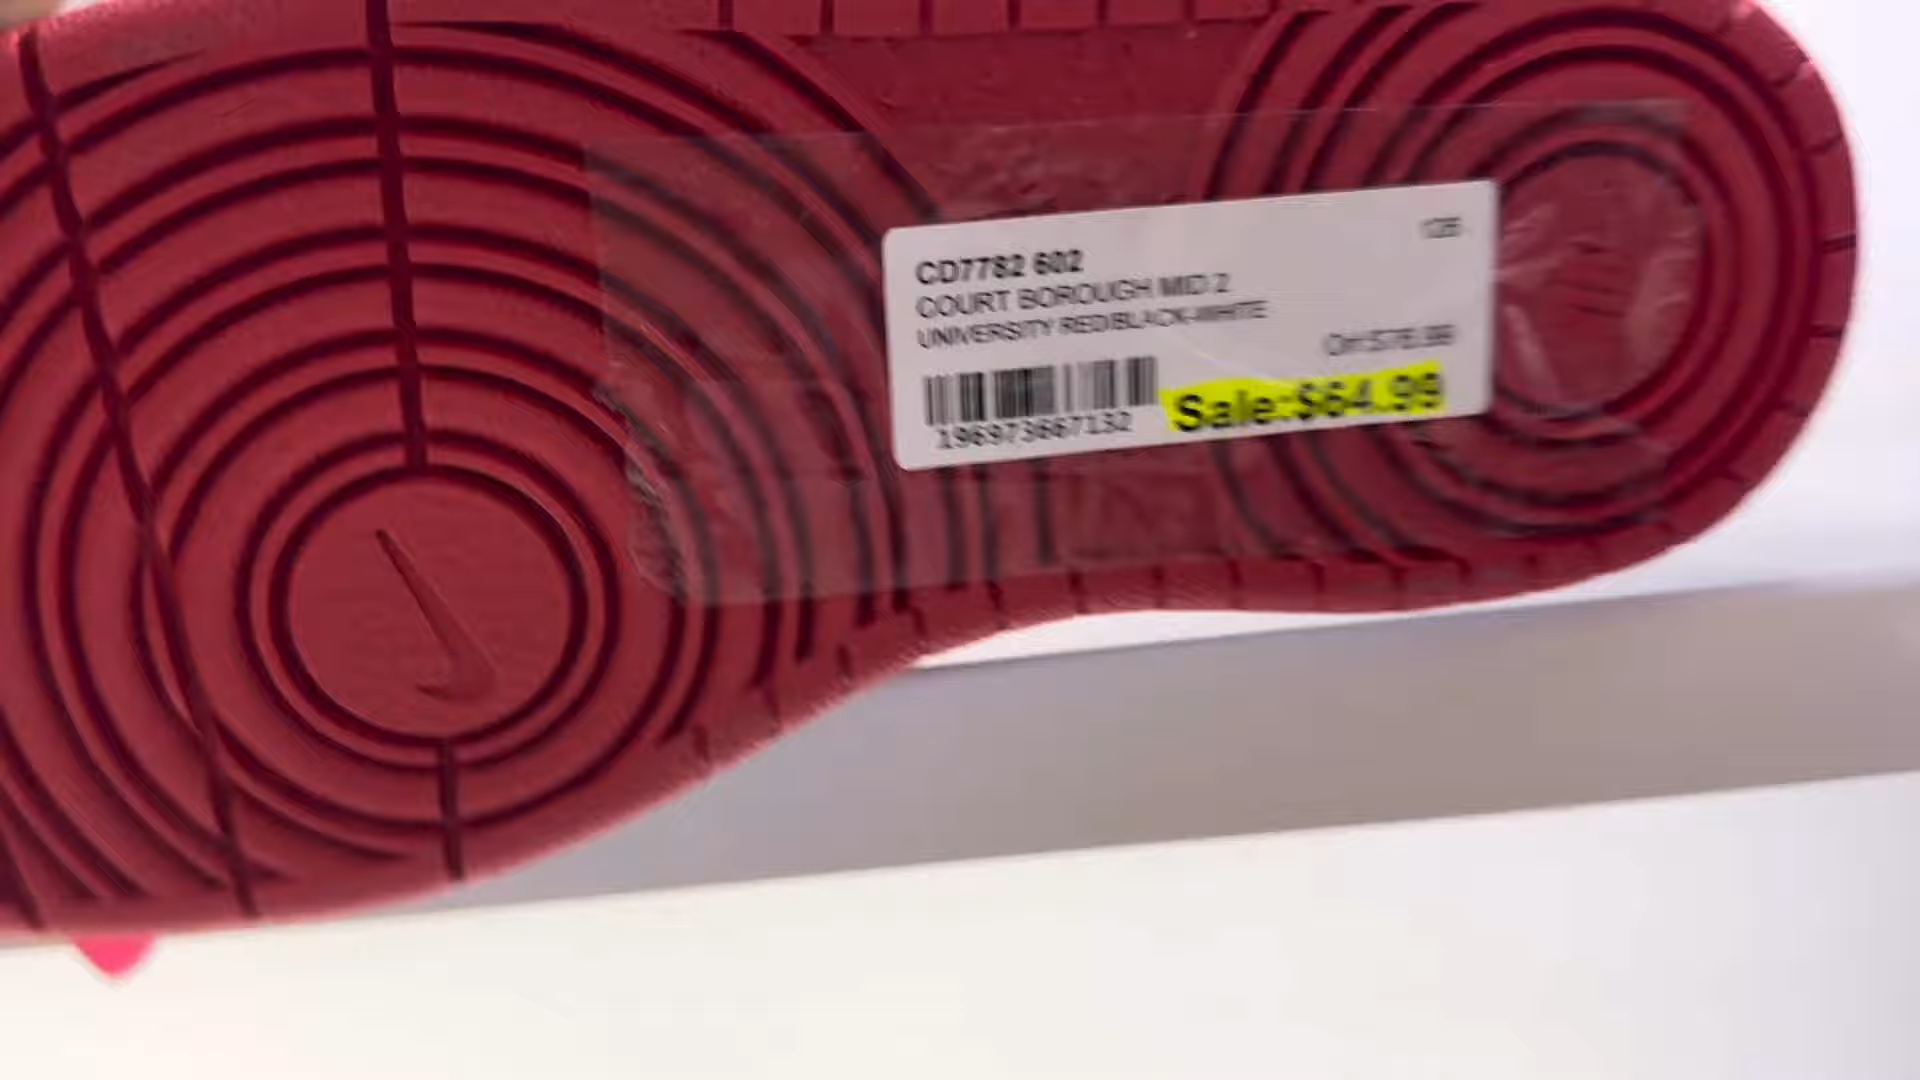 CD7782 602
COURT BOROUGH MID 2
UNIVERSITY RED/BLACK-WHITE
196973667132
Sale:$64.99